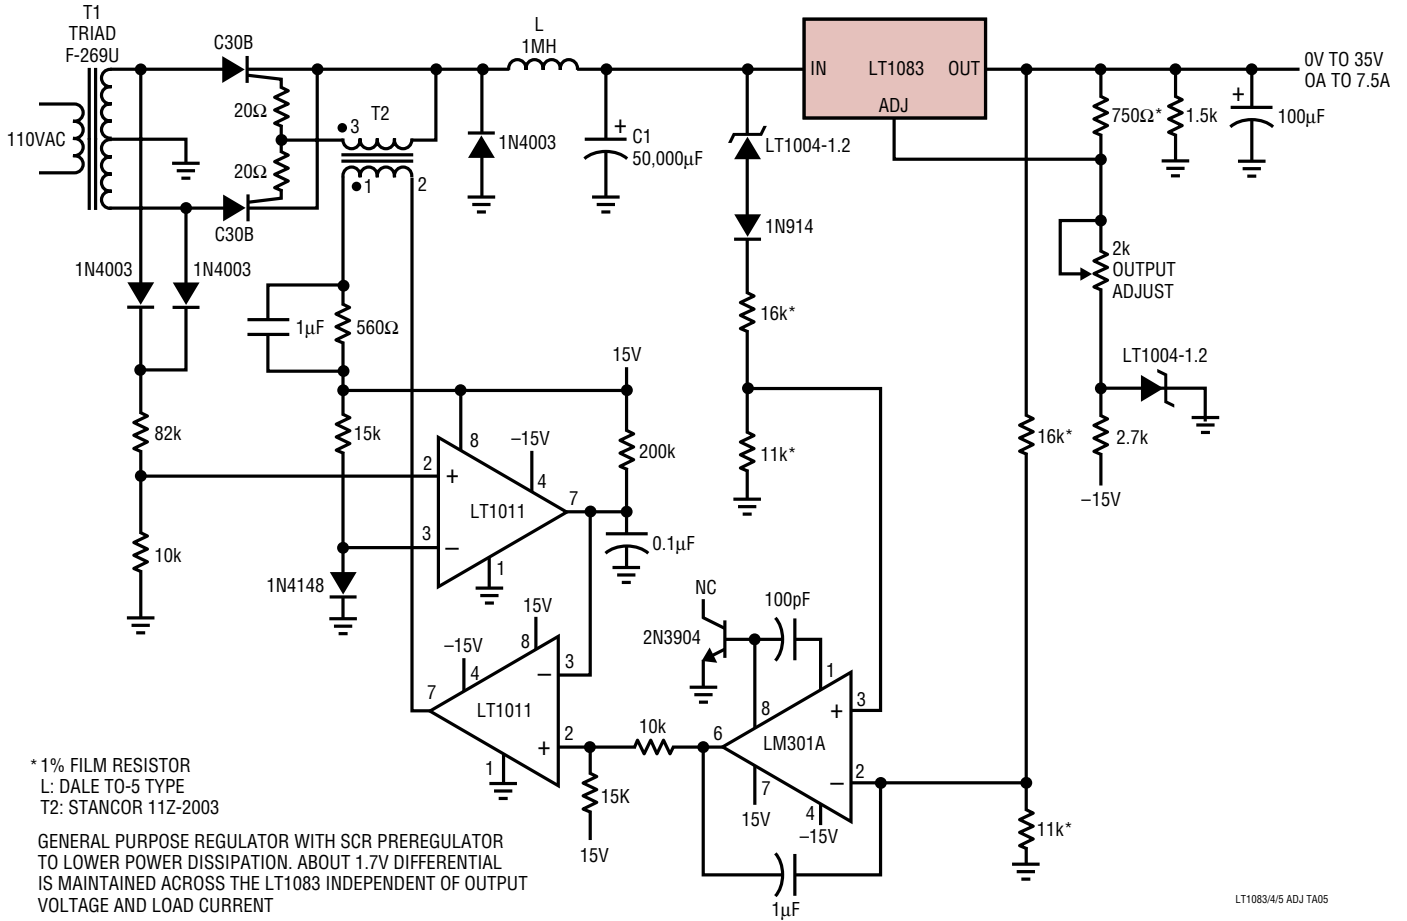 T1
TRIAD
F-269U
110VAC
C30B
20Ω
20Ω
C30B
T2
3
1
2
L
1MH
1N4003
+
C1
50,000µF
IN
LT1083
OUT
ADJ
0V TO 35V
OA TO 7.5A
750Ω*
1.5k
+
100µF
LT1004-1.2
1N914
16k*
11k*
2k
OUTPUT
ADJUST
LT1004-1.2
2.7k
–15V
16k*
11k*
1N4003
1N4003
82k
10k
1µF
560Ω
15k
1N4148
15V
200k
0.1µF
8
–15V
4
2
+
LT1011
7
3
–
1
15V
8
–15V
4
–
3
7
LT1011
+
2
1
15K
15V
10k
NC
2N3904
100pF
1
8
+
3
6
LM301A
–
2
7
15V
4
–15V
1µF
* 1% FILM RESISTOR
L: DALE TO-5 TYPE
T2: STANCOR 11Z-2003
GENERAL PURPOSE REGULATOR WITH SCR PREREGULATOR
TO LOWER POWER DISSIPATION. ABOUT 1.7V DIFFERENTIAL
IS MAINTAINED ACROSS THE LT1083 INDEPENDENT OF OUTPUT
VOLTAGE AND LOAD CURRENT
LT1083/4/5 ADJ TA05